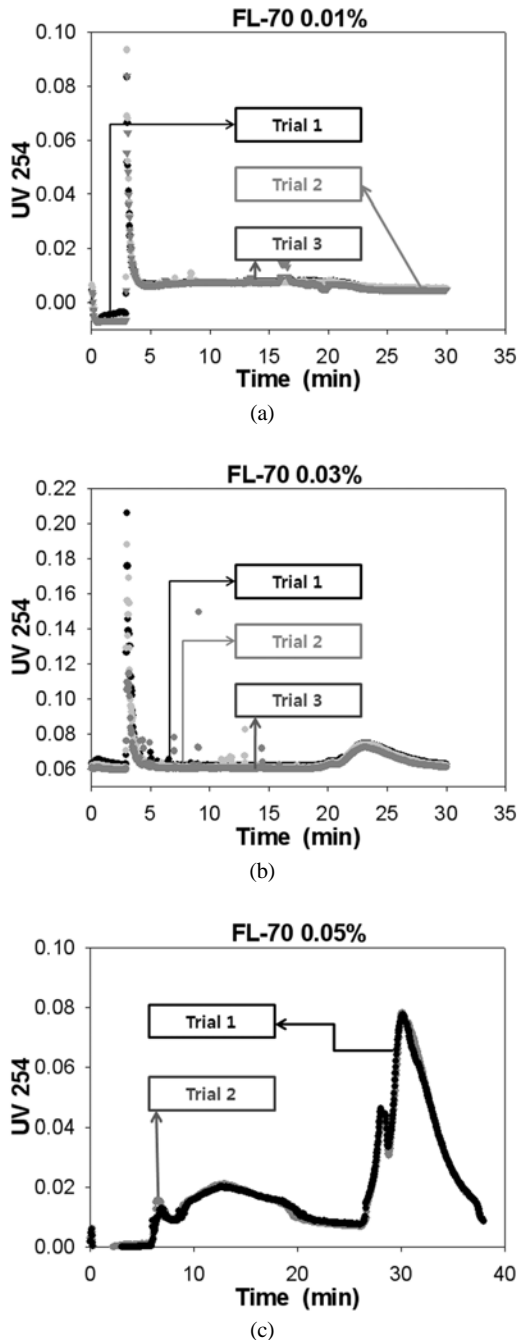 FL-70 0.01%
0.10
0.08
0.06
0.04
0.02
0.00
UV 254
Trial 1
Trial 2
Trial 3
0 5 10 15 20 25 30 35
Time (min)
(a)
FL-70 0.03%
0.22
0.20
0.18
0.16
0.14
0.12
0.10
0.08
0.06
UV 254
Trial 1
Trial 2
Trial 3
0 5 10 15 20 25 30 35
Time (min)
(b)
FL-70 0.05%
0.10
0.08
0.06
0.04
0.02
0.00
UV 254
Trial 1
Trial 2
0 10 20 30 40
Time (min)
(c)